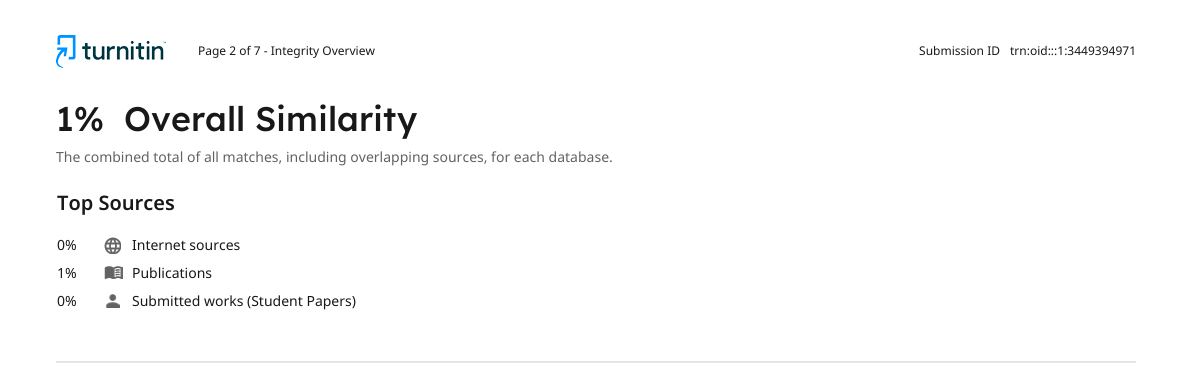 turnitin Page 2 of 7 - Integrity Overview Submission ID trn:oid:::1:3449394971
1% Overall Similarity
The combined total of all matches, including overlapping sources, for each database.
Top Sources
0% Internet sources
1% Publications
0% Submitted works (Student Papers)